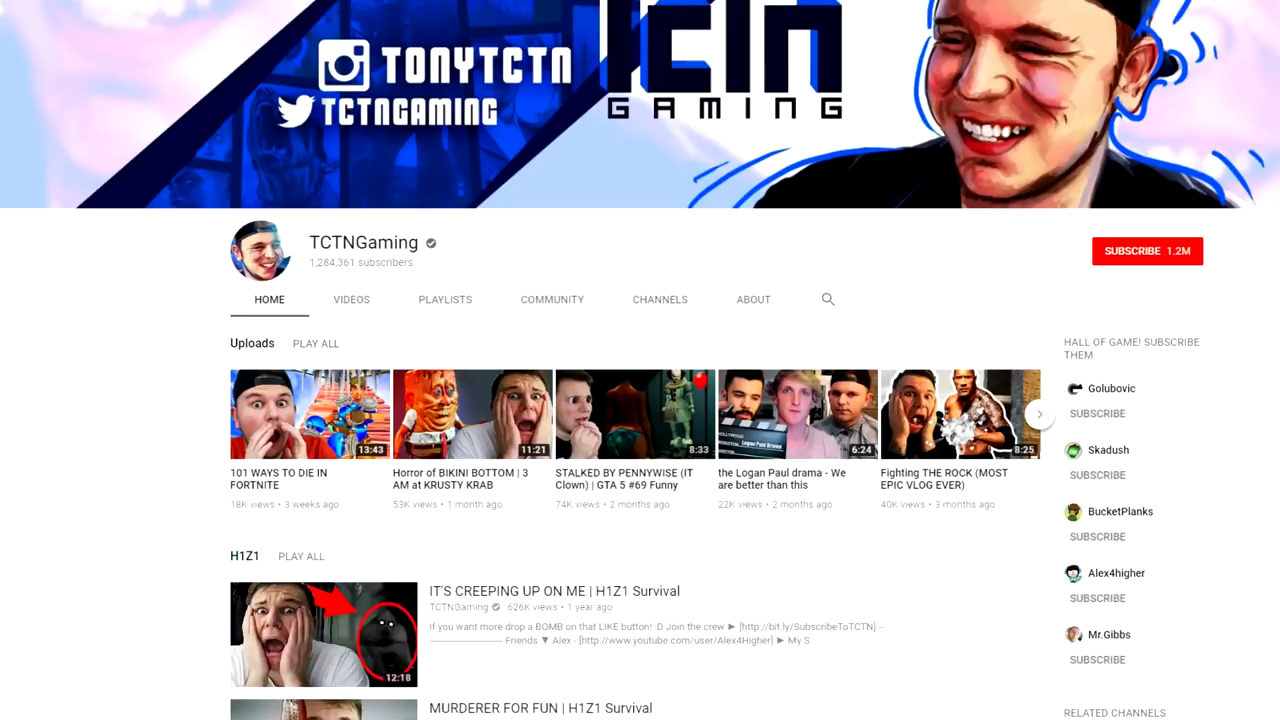 TONYTCTN
TCTNGAMING
TCTN
GAMING
TCTNGaming
1,284,361 subscribers
SUBSCRIBE 1.2M
HOME VIDEOS PLAYLISTS COMMUNITY CHANNELS ABOUT
Uploads PLAY ALL
13:43
11:21
8:33
HOLLYWOOD
PRODUCTION Logan Paul Drama
6:24
8:25
101 WAYS TO DIE IN
FORTNITE
18K views • 3 weeks ago
Horror of BIKINI BOTTOM | 3
AM at KRUSTY KRAB
53K views • 1 month ago
STALKED BY PENNYWISE (IT
Clown) | GTA 5 #69 Funny
74K views • 2 months ago
the Logan Paul drama - We
are better than this
22K views • 2 months ago
Fighting THE ROCK (MOST
EPIC VLOG EVER)
40K views • 3 months ago
H1Z1 PLAY ALL
12:18
IT'S CREEPING UP ON ME | H1Z1 Survival
TCTNGaming 626K views • 1 year ago
If you want more drop a BOMB on that LIKE button! :D Join the crew ► [http://bit.ly/SubscribeToTCTN] --
------------------------------ Friends ▼ Alex - [http://www.youtube.com/user/Alex4Higher] ► My S
MURDERER FOR FUN | H1Z1 Survival
HALL OF GAME! SUBSCRIBE
THEM
Golubovic
SUBSCRIBE
Skadush
SUBSCRIBE
BucketPlanks
SUBSCRIBE
Alex4higher
SUBSCRIBE
Mr.Gibbs
SUBSCRIBE
RELATED CHANNELS